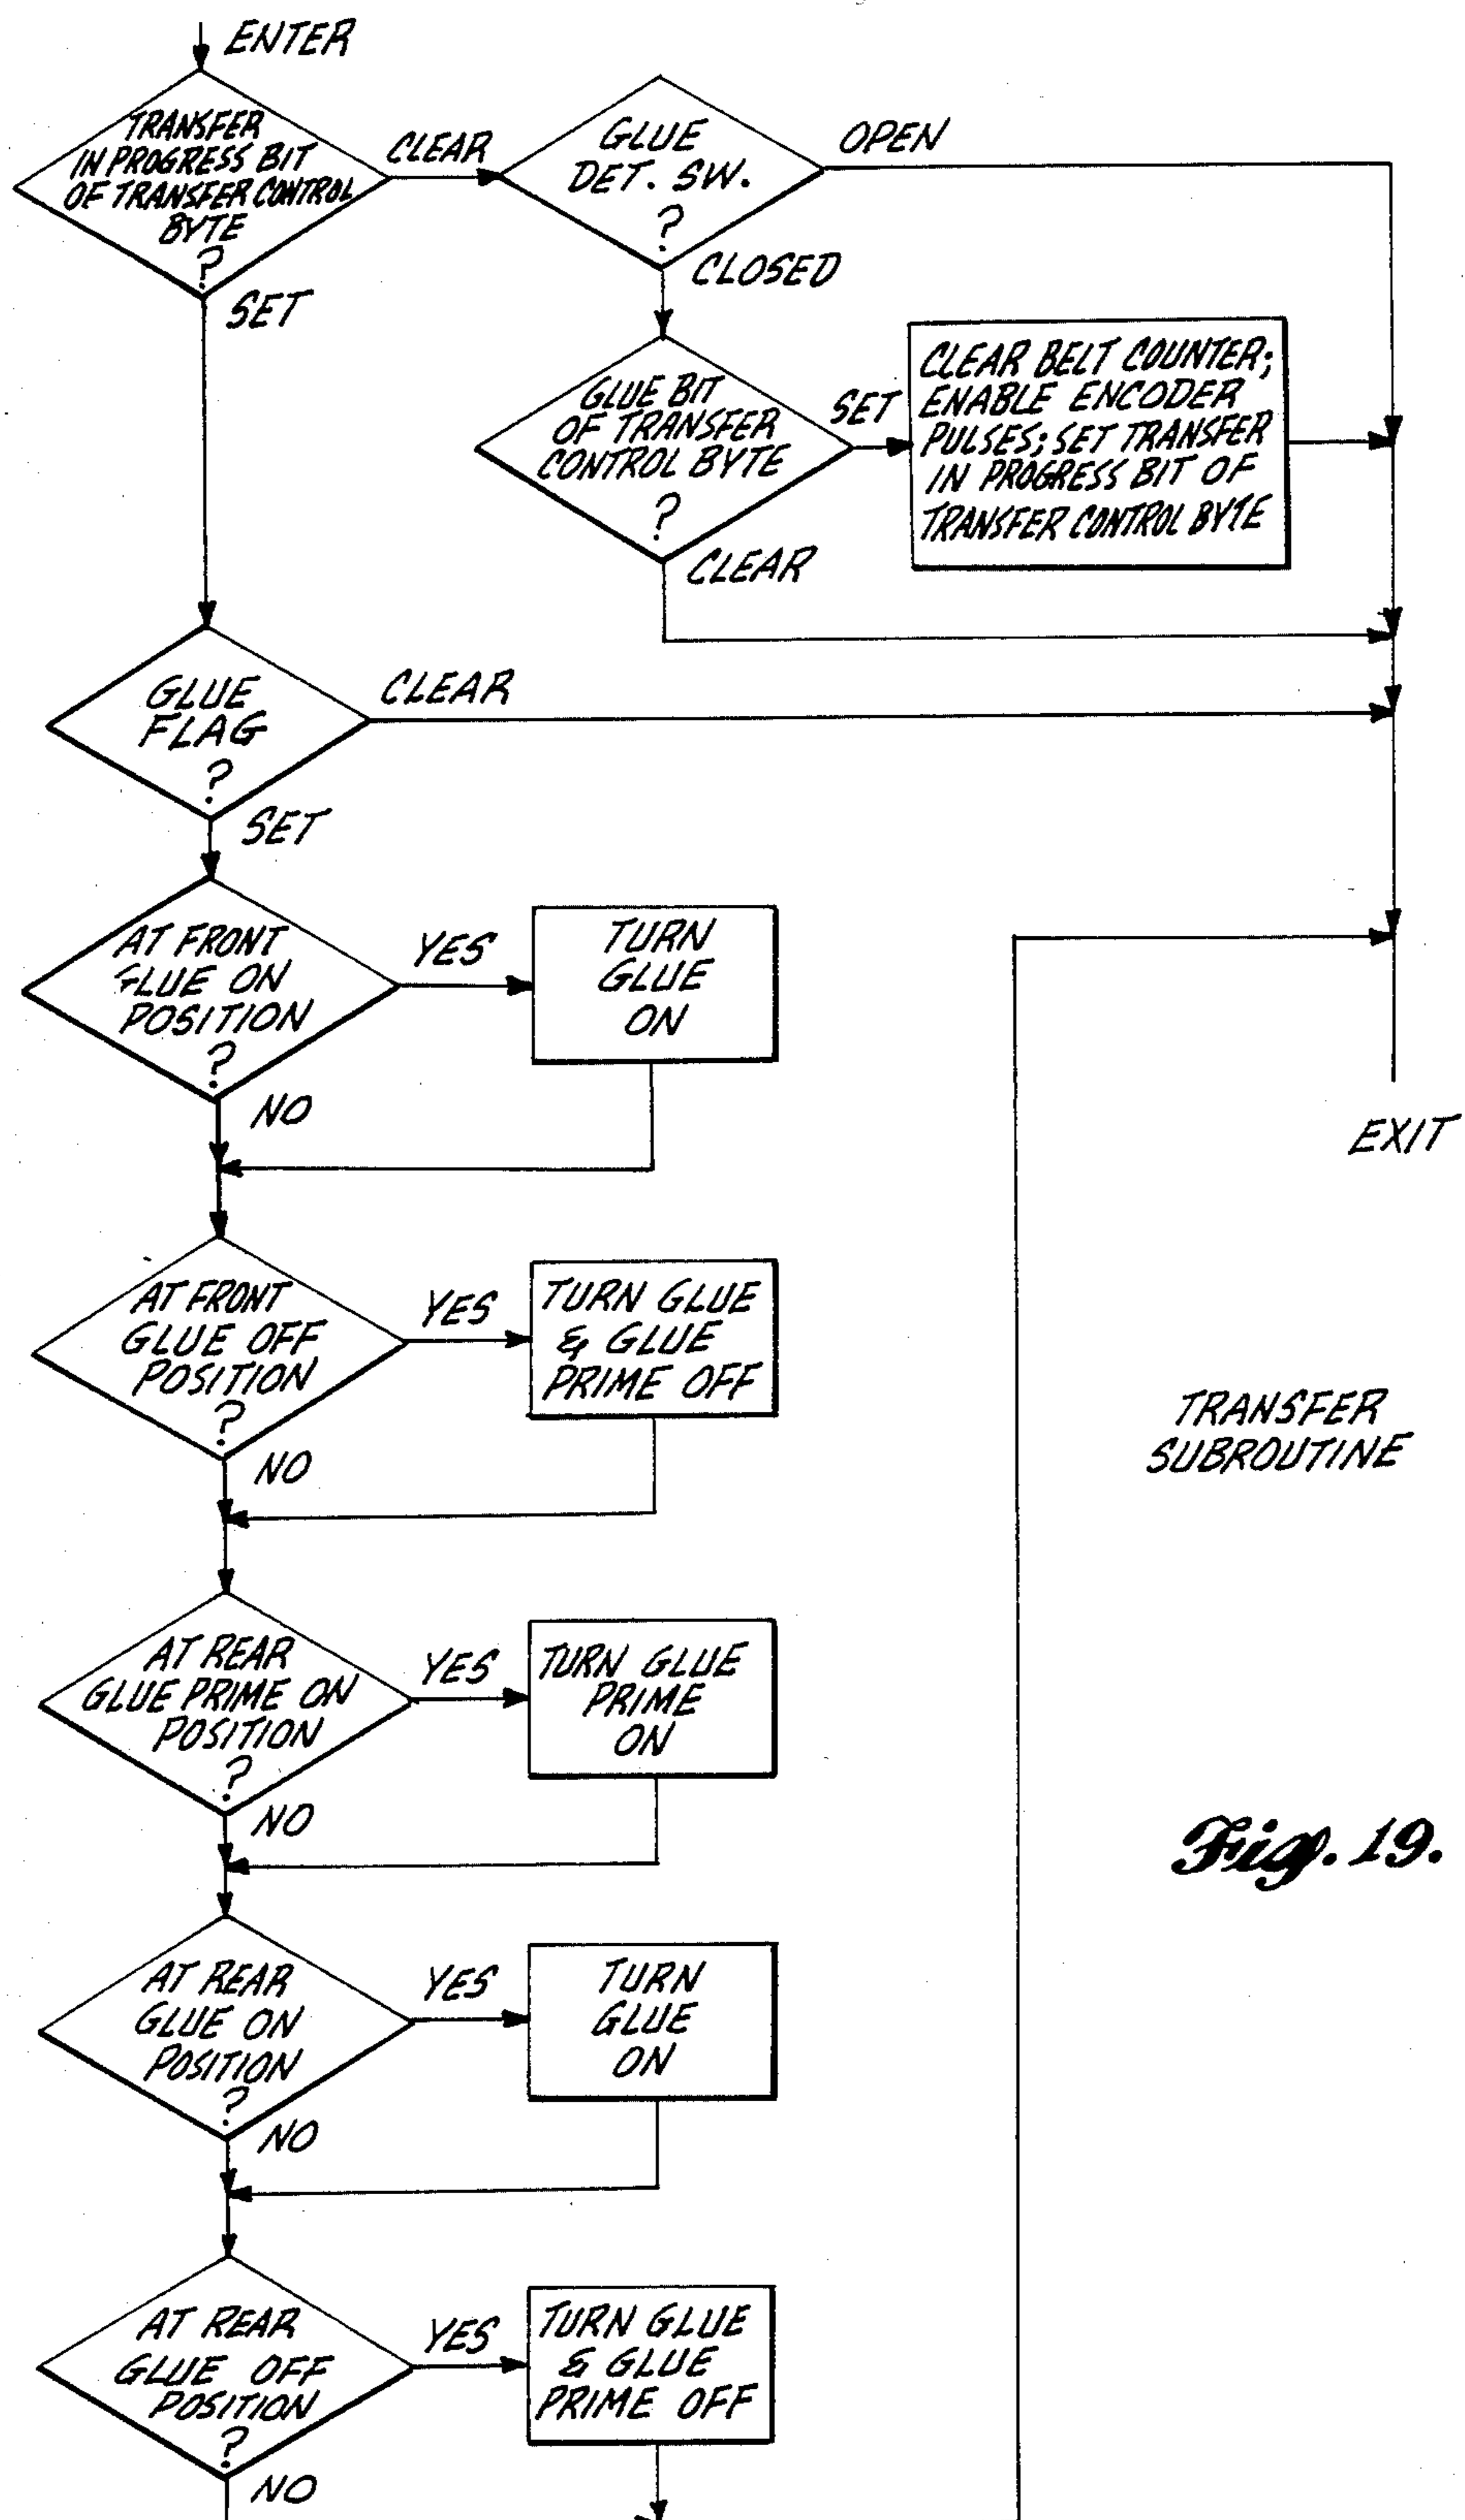 ENTER
TRANSFER
IN PROGRESS BIT
OF TRANSFER CONTROL
BYTE
?
CLEAR
SET
GLUE
DET. SW.
?
OPEN
CLOSED
GLUE BIT
OF TRANSFER
CONTROL BYTE
?
SET
CLEAR
CLEAR BELT COUNTER;
ENABLE ENCODER
PULSES; SET TRANSFER
IN PROGRESS BIT OF
TRANSFER CONTROL BYTE
GLUE
FLAG
?
CLEAR
SET
AT FRONT
GLUE ON
POSITION
?
YES
NO
TURN
GLUE
ON
EXIT
AT FRONT
GLUE OFF
POSITION
?
YES
NO
TURN GLUE
& GLUE
PRIME OFF
TRANSFER
SUBROUTINE
AT REAR
GLUE PRIME ON
POSITION
?
YES
NO
TURN GLUE
PRIME
ON
Fig. 19.
AT REAR
GLUE ON
POSITION
?
YES
NO
TURN
GLUE
ON
AT REAR
GLUE OFF
POSITION
?
YES
NO
TURN GLUE
& GLUE
PRIME OFF